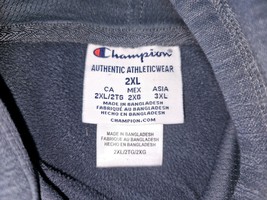 Champion
AUTHENTIC ATHLETICWEAR
2XL
CA MEX ASIA
2XL/2TG 2XG 3XL
MADE IN BANGLADESH
FABRIQUÉ AU BANGLADESH
HECHO EN BANGLADESH
CHAMPION.COM
MADE IN BANGLADESH
FABRIQUÉ AU BANGLADESH
HECHO EN BANGLADESH
2XL/2TG/2XG